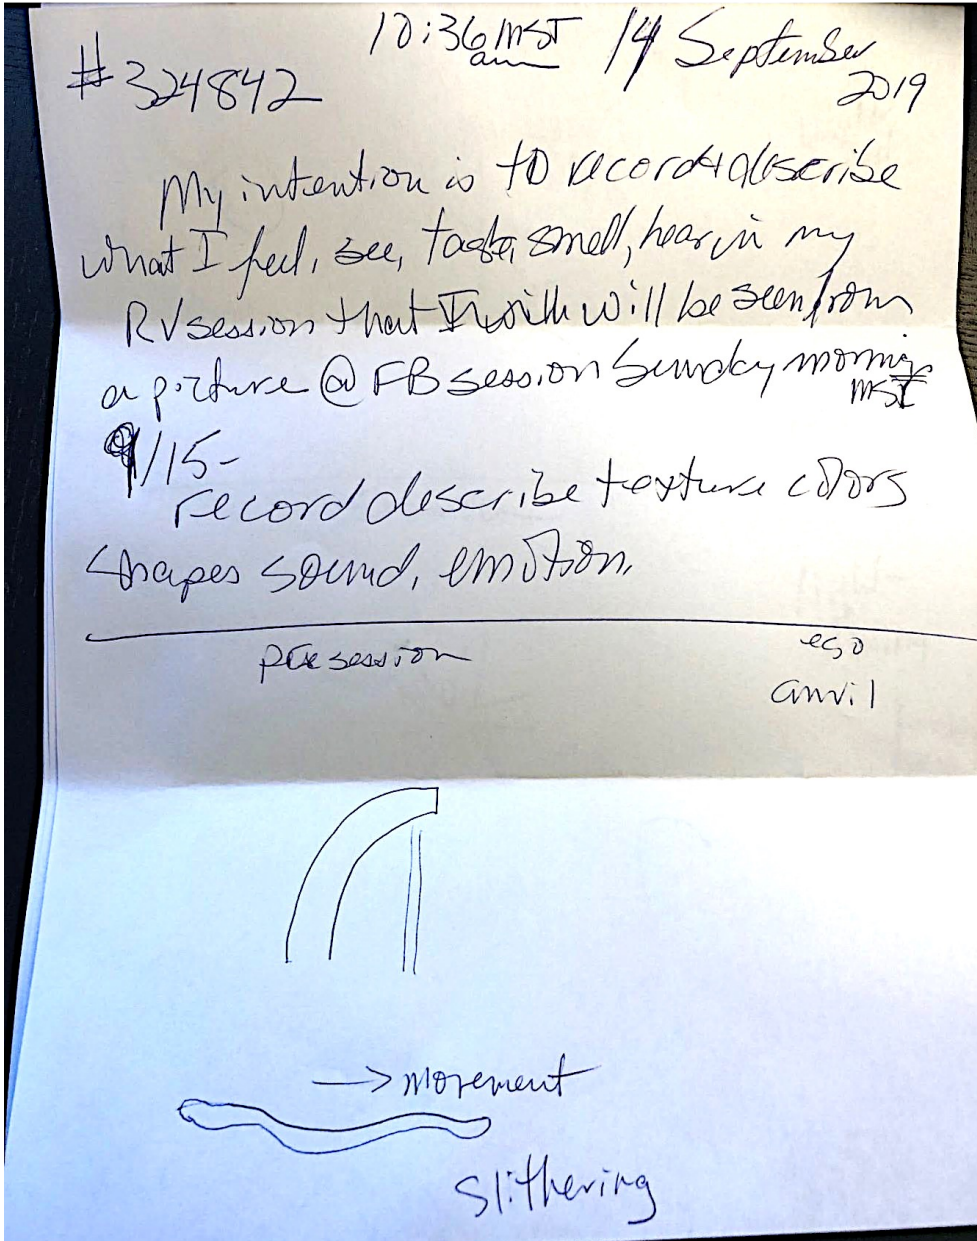 10:36 am MST 14 September
2019
#324842
My intention is to record + describe
what I feel, see, taste, smell, hear, in my
RV session that I will be seen from
a picture @ FB session Sunday morning
MST
9/15-
record describe texture colors
shapes sound, emotion.
session
ego
anvil
→ movement
slithering